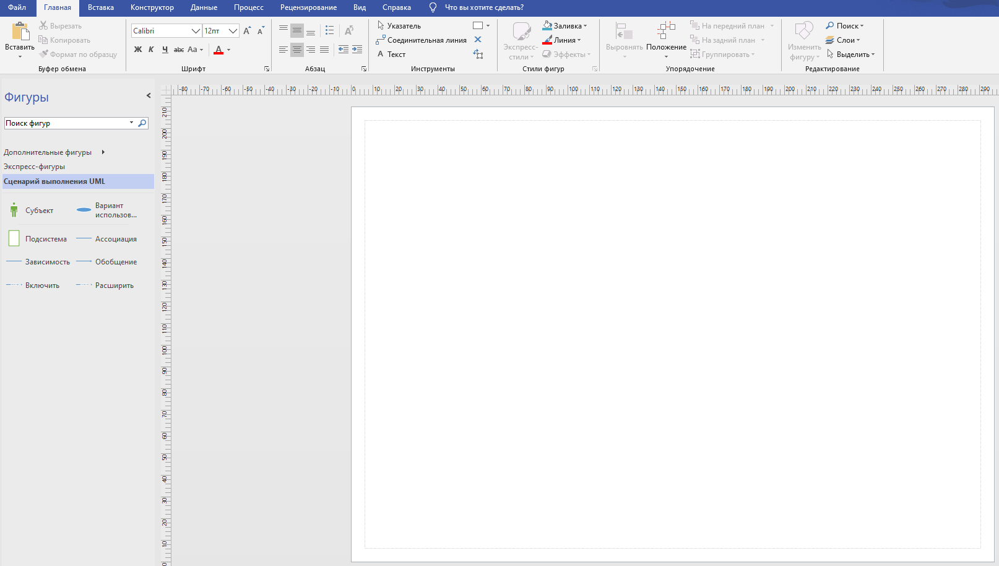 Файл Главная Вставка Конструктор Данные Процесс Рецензирование Вид Справка Что вы хотите сделать?
Вставить
Вырезать
Копировать
Формат по образцу
Буфер обмена
Calibri 12пт
Ж К Ч abc Aa A
Шрифт
Абзац
Указатель
Соединительная линия
A Текст
Инструменты
Экспресс-
стили
Заливка
Линия
Эффекты
Стили фигур
Выровнять
Положение
На передний план
На задний план
Группировать
Упорядочение
Изменить
фигуру
Поиск
Слои
Выделить
Редактирование
Фигуры
Поиск фигур
Дополнительные фигуры
Экспресс-фигуры
Сценарий выполнения UML
Субъект
Вариант
использов...
Подсистема
Ассоциация
Зависимость
Обобщение
Включить
Расширить
-80 -70 -60 -50 -40 -30 -20 -10 0 10 20 30 40 50 60 70 80 90 100 110 120 130 140 150 160 170 180 190 200 210 220 230 240 250 260 270 280 290
210
200
190
180
170
160
150
140
130
120
110
100
90
80
70
60
50
40
30
20
10
0